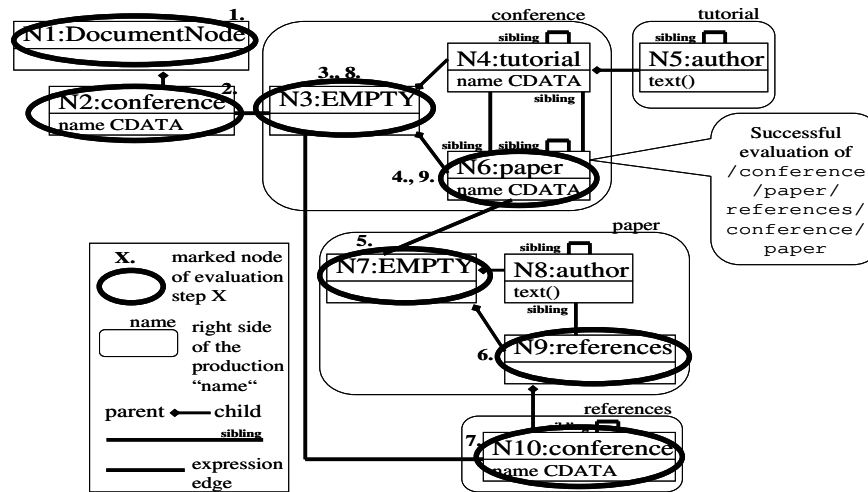 conference
tutorial
1.
N1:DocumentNode
2.
N2:conference
name CDATA
3., 8.
N3:EMPTY
sibling
N4:tutorial
name CDATA
sibling
sibling
N5:author
text()
sibling
sibling
4., 9.
N6:paper
name CDATA
Successful
evaluation of
/conference
/paper/
references/
conference/
paper
paper
5.
N7:EMPTY
sibling
N8:author
text()
sibling
6.
N9:references
references
sibling
7.
N10:conference
name CDATA
X.
marked node
of evaluation
step X
name
right side
of the
production
“name“
parent
child
sibling
expression
edge